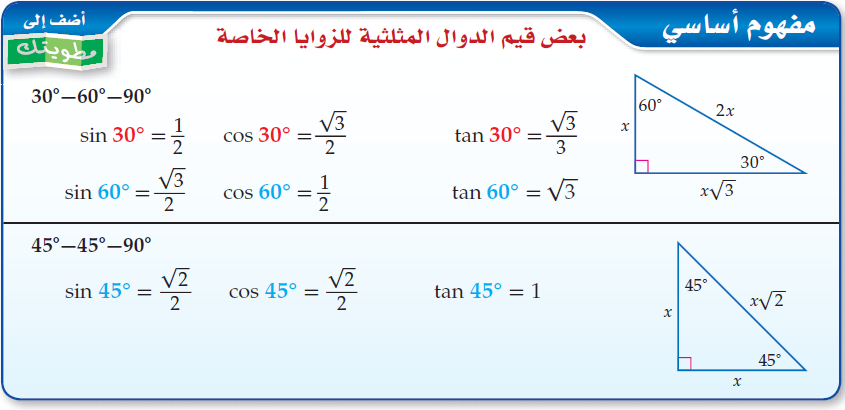 مفهوم أساسي
بعض قيم الدوال المثلثية للزوايا الخاصة
أضف إلى
مطويتك
30°—60°—90°
sin 30° = 1/2 cos 30° = √3/2 tan 30° = √3/3
sin 60° = √3/2 cos 60° = 1/2 tan 60° = √3
60°
2x
x
30°
x√3
45°—45°—90°
sin 45° = √2/2 cos 45° = √2/2 tan 45° = 1
45°
x√2
x
45°
x